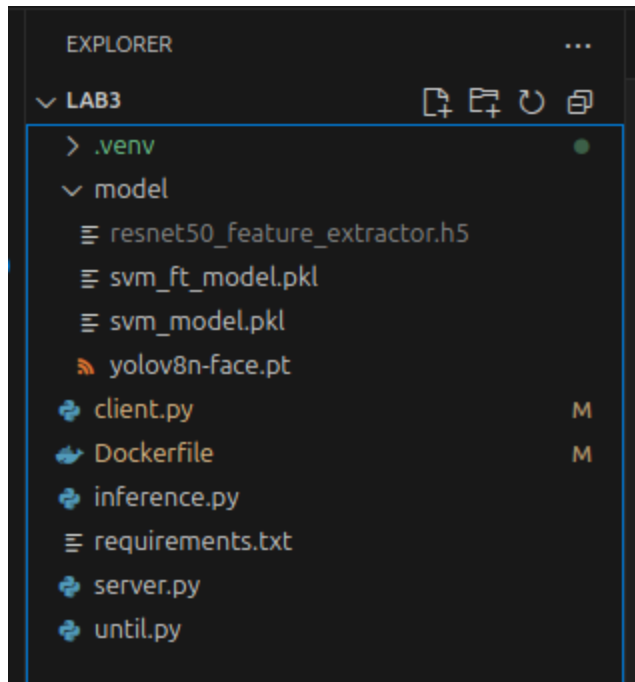 EXPLORER
LAB3
.venv
model
resnet50_feature_extractor.h5
svm_ft_model.pkl
svm_model.pkl
yolov8n-face.pt
client.py M
Dockerfile M
inference.py
requirements.txt
server.py
until.py